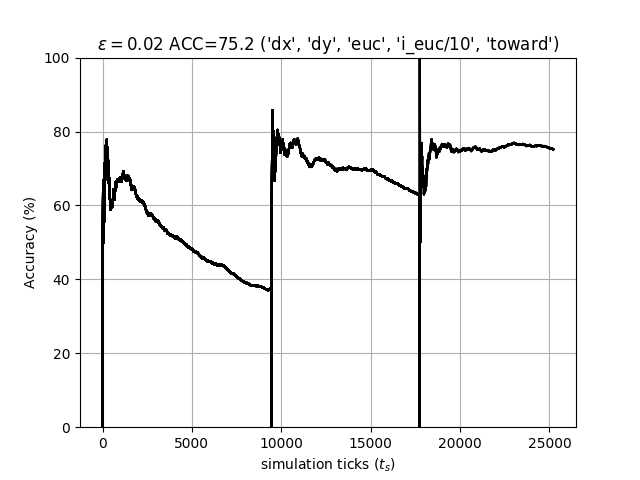 ε = 0.02 ACC=75.2 ('dx', 'dy', 'euc', 'i_euc/10', 'toward')
100
80
60
40
20
0
Accuracy (%)
0 5000 10000 15000 20000 25000
simulation ticks (tₛ)